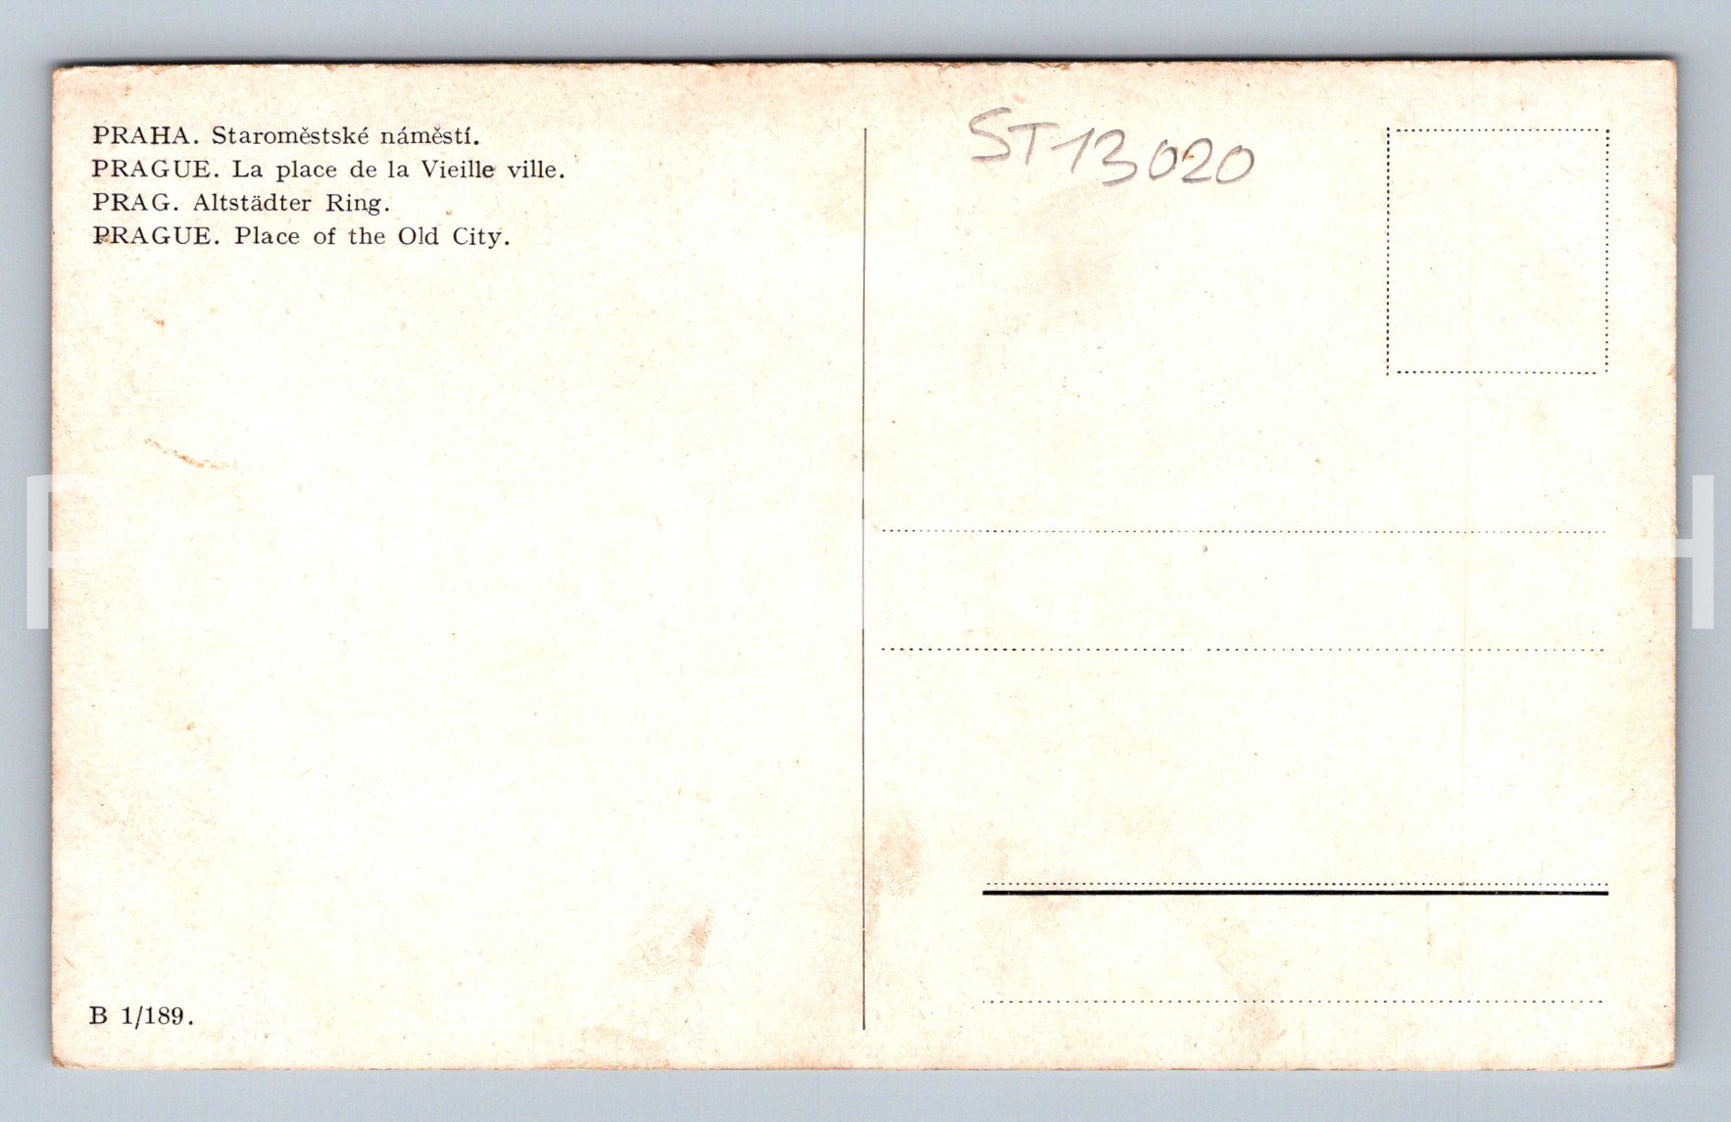 PRAHA. Staroměstské náměstí.
PRAGUE. La place de la Vieille ville.
PRAG. Altstädter Ring.
PRAGUE. Place of the Old City.
ST13020
B 1/189.